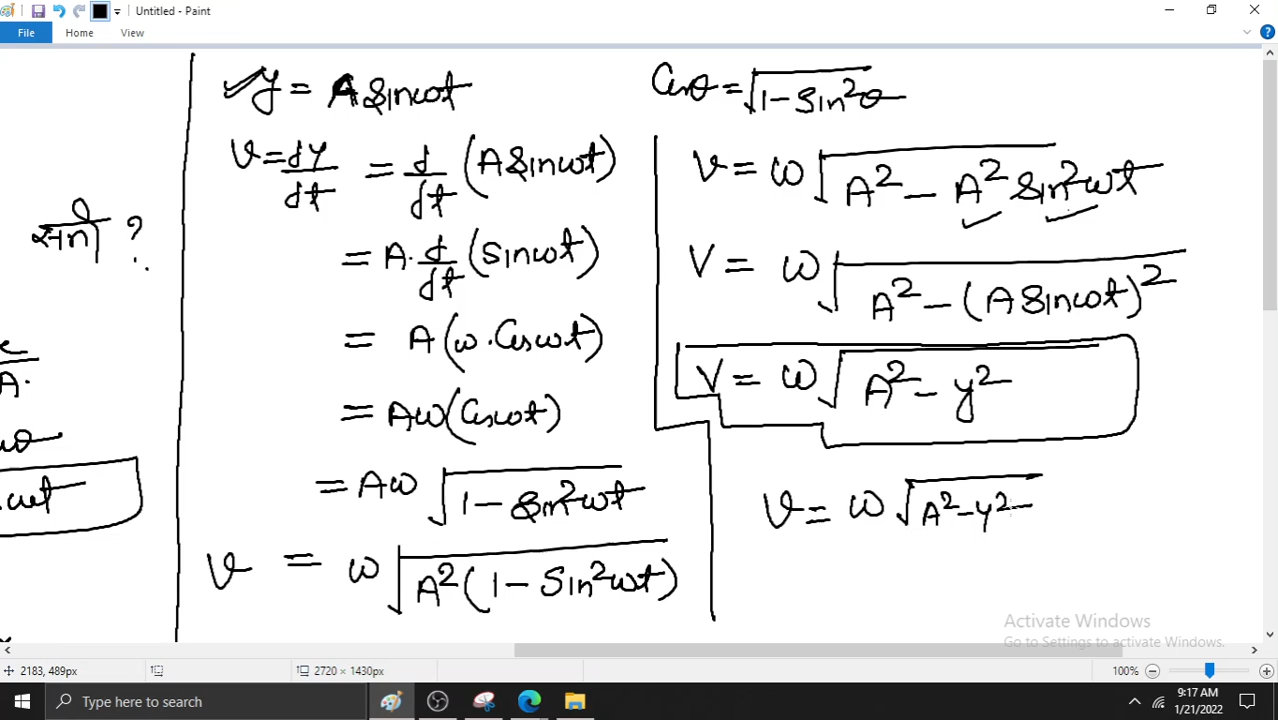 Untitled - Paint
File Home View
y = A Sinωt
V = dy/dt = d/dt (A Sinωt)
= A · d/dt (Sinωt)
= A (ω · Cosωt)
= Aω (Cosωt)
= Aω √1 − Sin²ωt
V = ω √A² (1 − Sin²ωt)
?
A.
ωt
Cosθ = √1 − Sin²θ
V = ω √A² − A² Sin²ωt
V = ω √A² − (A Sinωt)²
V = ω √A² − y²
V = ω √A² − y²
Activate Windows
Go to Settings to activate Windows.
2183, 489px
2720 × 1430px
100%
Type here to search
9:17 AM
1/21/2022